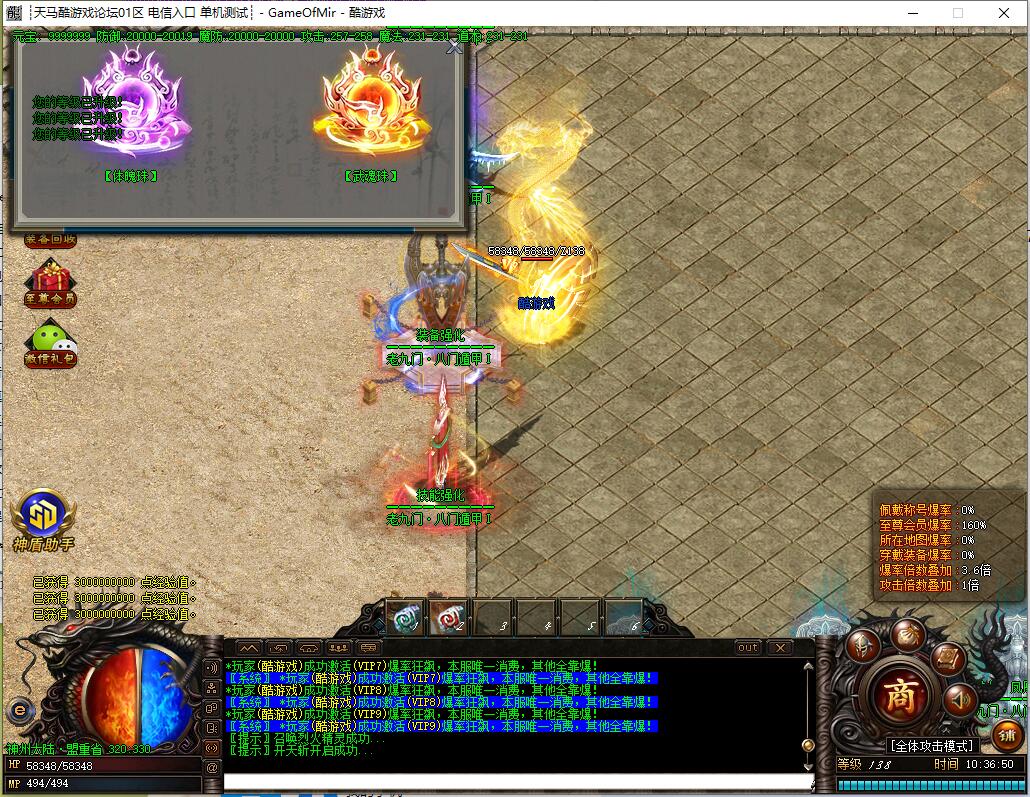 天马酷游戏论坛01区 电信入口 单机测试 - GameOfMir - 酷游戏
元宝: 9999999 防御:20000-20019 魔防:20000-20000 攻击:257-258 魔法:231-231 道术:231-231
您的等级已升级!
您的等级已升级!
您的等级已升级!
【体魄珠】
【武魂珠】
甲Ⅰ
装备回收
58348/58348/Z138
酷游戏
至尊会员
装备强化
老九门·八门遁甲Ⅰ
微信礼包
技能强化
老九门·八门遁甲Ⅰ
神盾助手
佩戴称号爆率:0%
至尊会员爆率:160%
所在地图爆率:0%
穿戴装备爆率:0%
爆率倍数叠加:3.6倍
攻击倍数叠加:1倍
已获得 3000000000 点经验值。
已获得 3000000000 点经验值。
已获得 3000000000 点经验值。
2 3 4 5 6
out
*玩家(酷游戏)成功激活(VIP7)爆率狂飙，本服唯一消费，其他全靠爆!
〖系统〗*玩家(酷游戏)成功激活(VIP7)爆率狂飙，本服唯一消费，其他全靠爆!
*玩家(酷游戏)成功激活(VIP8)爆率狂飙，本服唯一消费，其他全靠爆!
〖系统〗*玩家(酷游戏)成功激活(VIP8)爆率狂飙，本服唯一消费，其他全靠爆!
*玩家(酷游戏)成功激活(VIP9)爆率狂飙，本服唯一消费，其他全靠爆!
〖系统〗*玩家(酷游戏)成功激活(VIP9)爆率狂飙，本服唯一消费，其他全靠爆!
〖提示〗召唤烈火精灵成功...
〖提示〗开天斩开启成功...
商
神州大陆·盟重省 320:330
[全体攻击模式]
HP 58348/58348
MP 494/494
等级 138
时间 10:36:50